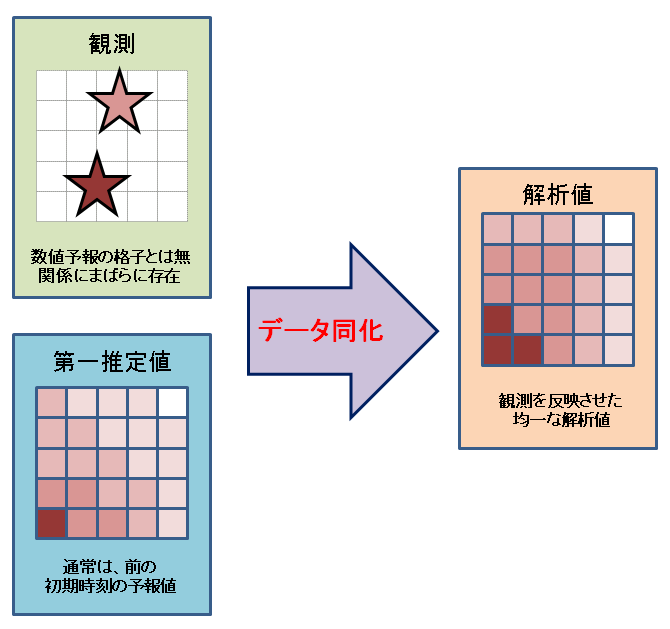 観測
数値予報の格子とは無
関係にまばらに存在
第一推定値
通常は、前の
初期時刻の予報値
データ同化
解析値
観測を反映させた
均一な解析値